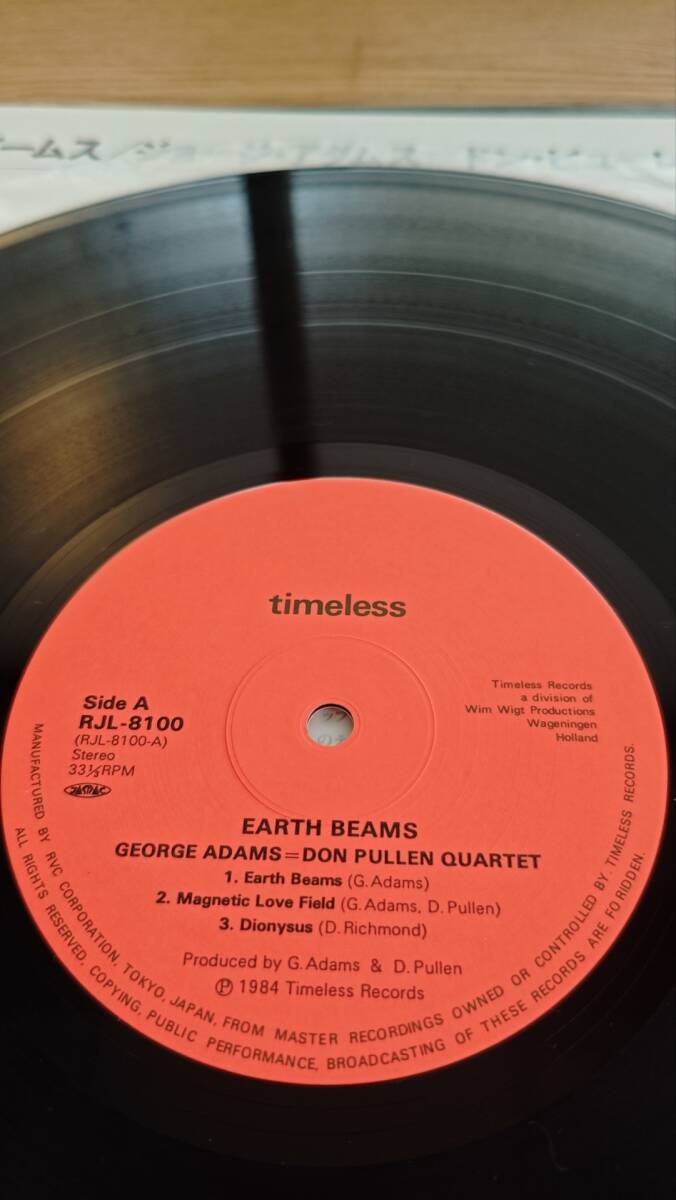 ームス/ジョージ・アダムス=ドン・ピュー
timeless
Side A
RJL-8100
(RJL-8100-A)
Stereo
33⅓RPM
JASRAC
Timeless Records
a division of
Wim Wigt Productions
Wageningen
Holland
EARTH BEAMS
GEORGE ADAMS=DON PULLEN QUARTET
1. Earth Beams (G.Adams)
2. Magnetic Love Field (G.Adams, D.Pullen)
3. Dionysus (D.Richmond)
Produced by G.Adams & D.Pullen
Ⓟ 1984 Timeless Records
MANUFACTURED BY RVC CORPORATION, TOKYO, JAPAN, FROM MASTER RECORDINGS OWNED OR CONTROLLED BY TIMELESS RECORDS.
ALL RIGHTS RESERVED, COPYING, PUBLIC PERFORMANCE, BROADCASTING OF THESE RECORDS ARE FO RIDDEN.